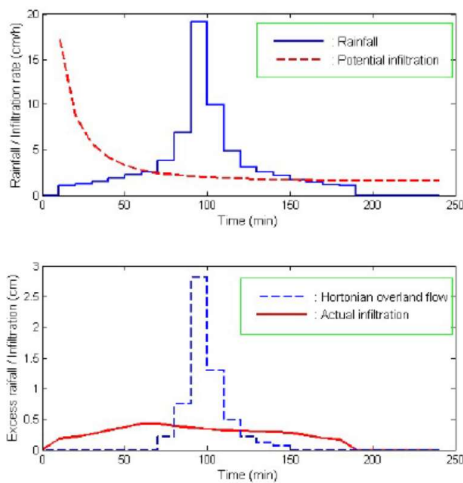 20
15
10
5
0
Rainfall / Infiltration rate (cm/h)
: Rainfall
: Potential infiltration
0 50 100 150 200 250
Time (min)
3
2.5
2
1.5
1
0.5
0
Excess raifall / Infiltration (cm)
: Hortonian overland flow
: Actual infiltration
0 50 100 150 200 250
Time (min)